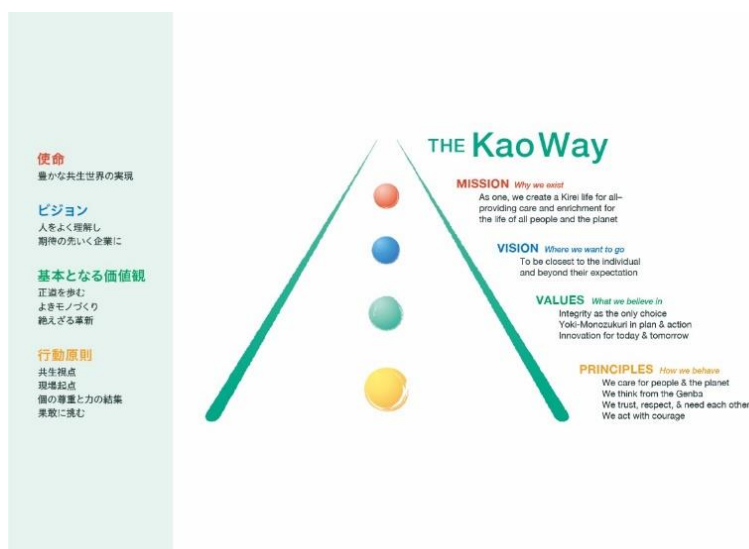 使命
豊かな共生世界の実現
ビジョン
人をよく理解し
期待の先いく企業に
基本となる価値観
正道を歩む
よきモノづくり
絶えざる革新
行動原則
共生視点
現場起点
個の尊重と力の結集
果敢に挑む
THE Kao Way
MISSION Why we exist
As one, we create a Kirei life for all–
providing care and enrichment for
the life of all people and the planet
VISION Where we want to go
To be closest to the individual
and beyond their expectation
VALUES What we believe in
Integrity as the only choice
Yoki-Monozukuri in plan & action
Innovation for today & tomorrow
PRINCIPLES How we behave
We care for people & the planet
We think from the Genba
We trust, respect, & need each other
We act with courage